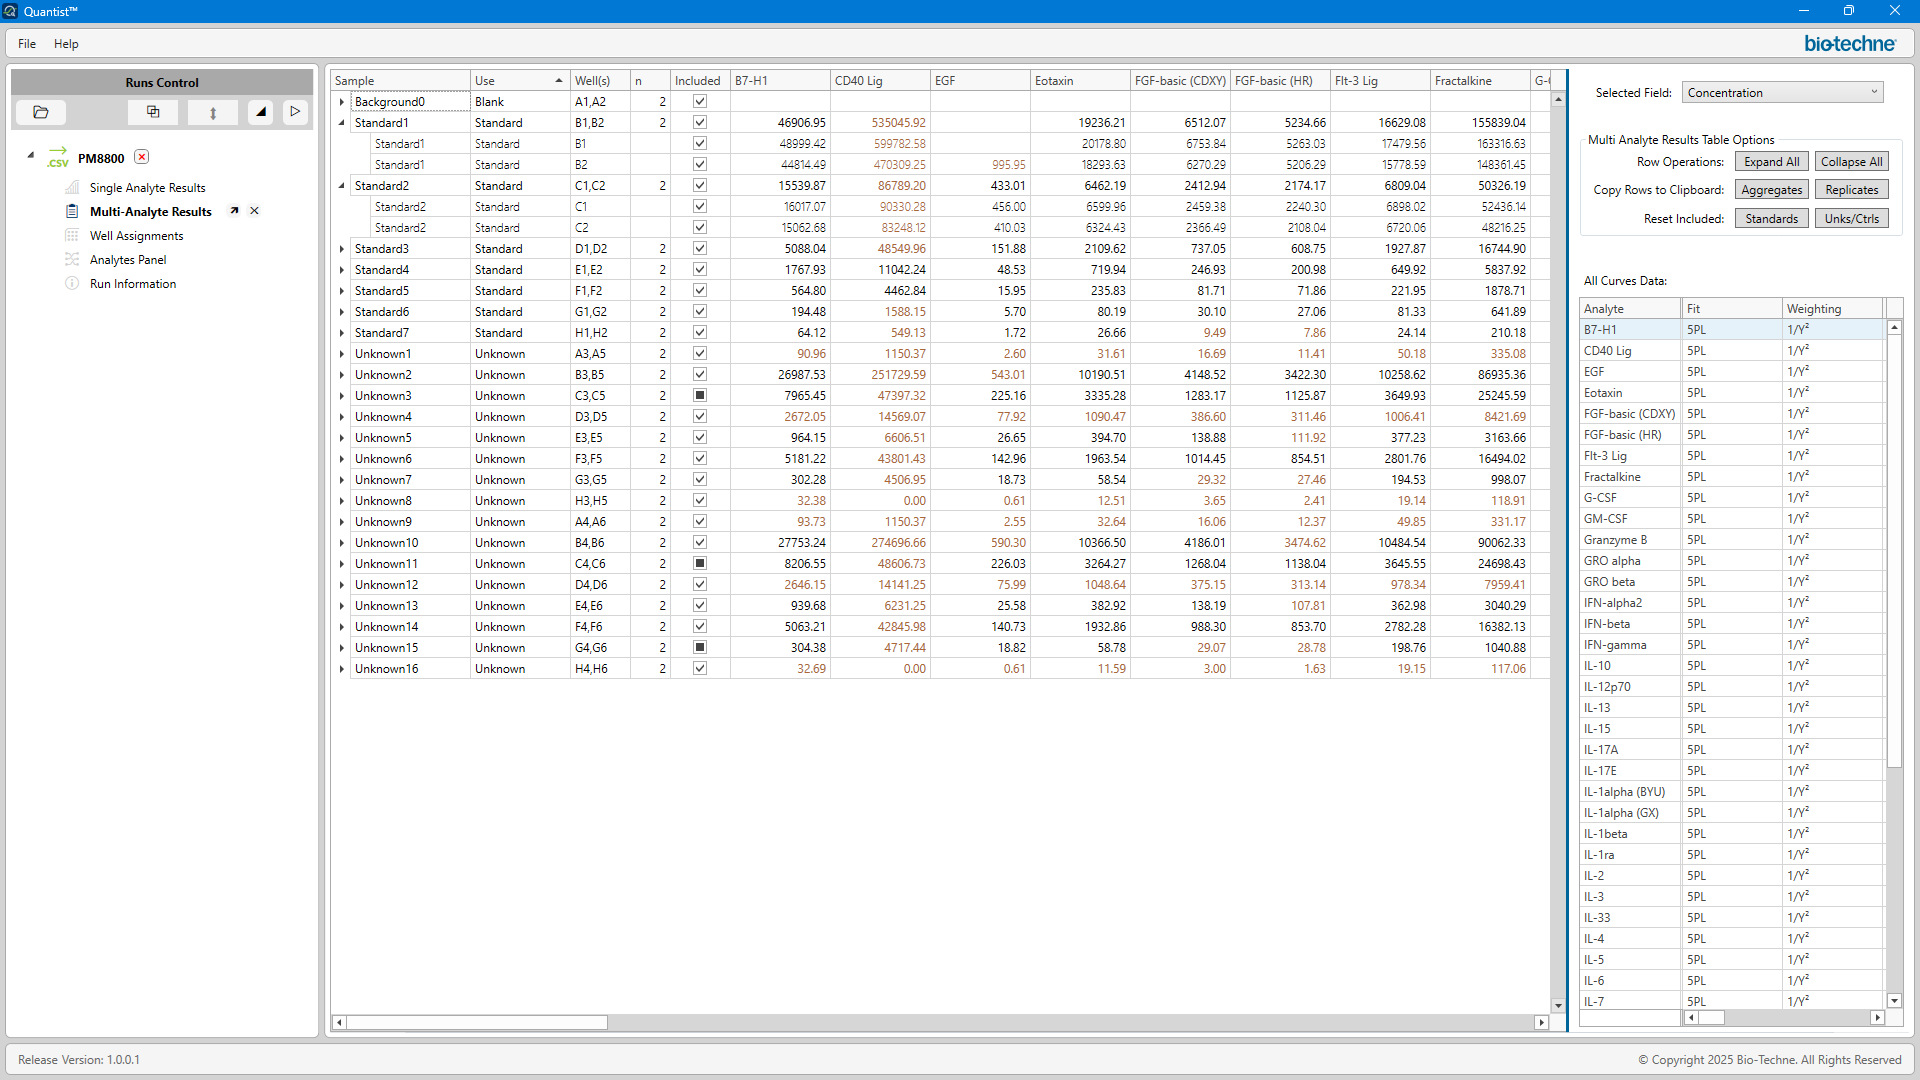 Quantist™
File Help
bio-techne
Runs Control
.csv PM8800
Single Analyte Results
Multi-Analyte Results
Well Assignments
Analytes Panel
Run Information
Sample Use Well(s) n Included B7-H1 CD40 Lig EGF Eotaxin FGF-basic (CDXY) FGF-basic (HR) Flt-3 Lig Fractalkine
Background0 Blank A1,A2 2
Standard1 Standard B1,B2 2 46906.95 535045.92 19236.21 6512.07 5234.66 16629.08 155839.04
Standard1 Standard B1 48999.42 599782.58 20178.80 6753.84 5263.03 17479.56 163316.63
Standard1 Standard B2 44814.49 470309.25 995.95 18293.63 6270.29 5206.29 15778.59 148361.45
Standard2 Standard C1,C2 2 15539.87 86789.20 433.01 6462.19 2412.94 2174.17 6809.04 50326.19
Standard2 Standard C1 16017.07 90330.28 456.00 6599.96 2459.38 2240.30 6898.02 52436.14
Standard2 Standard C2 15062.68 83248.12 410.03 6324.43 2366.49 2108.04 6720.06 48216.25
Standard3 Standard D1,D2 2 5088.04 48549.96 151.88 2109.62 737.05 608.75 1927.87 16744.90
Standard4 Standard E1,E2 2 1767.93 11042.24 48.53 719.94 246.93 200.98 649.92 5837.92
Standard5 Standard F1,F2 2 564.80 4462.84 15.95 235.83 81.71 71.86 221.95 1878.71
Standard6 Standard G1,G2 2 194.48 1588.15 5.70 80.19 30.10 27.06 81.33 641.89
Standard7 Standard H1,H2 2 64.12 549.13 1.72 26.66 9.49 7.86 24.14 210.18
Unknown1 Unknown A3,A5 2 90.96 1150.37 2.60 31.61 16.69 11.41 50.18 335.08
Unknown2 Unknown B3,B5 2 26987.53 251729.59 543.01 10190.51 4148.52 3422.30 10258.62 86935.36
Unknown3 Unknown C3,C5 2 7965.45 47397.32 225.16 3335.28 1283.17 1125.87 3649.93 25245.59
Unknown4 Unknown D3,D5 2 2672.05 14569.07 77.92 1090.47 386.60 311.46 1006.41 8421.69
Unknown5 Unknown E3,E5 2 964.15 6606.51 26.65 394.70 138.88 111.92 377.23 3163.66
Unknown6 Unknown F3,F5 2 5181.22 43801.43 142.96 1963.54 1014.45 854.51 2801.76 16494.02
Unknown7 Unknown G3,G5 2 302.28 4506.95 18.73 58.54 29.32 27.46 194.53 998.07
Unknown8 Unknown H3,H5 2 32.38 0.00 0.61 12.51 3.65 2.41 19.14 118.91
Unknown9 Unknown A4,A6 2 93.73 1150.37 2.55 32.64 16.06 12.37 49.85 331.17
Unknown10 Unknown B4,B6 2 27753.24 274696.66 590.30 10366.50 4186.01 3474.62 10484.54 90062.33
Unknown11 Unknown C4,C6 2 8206.55 48606.73 226.03 3264.27 1268.04 1138.04 3645.55 24698.43
Unknown12 Unknown D4,D6 2 2646.15 14141.25 75.99 1048.64 375.15 313.14 978.34 7959.41
Unknown13 Unknown E4,E6 2 939.68 6231.25 25.58 382.92 138.19 107.81 362.98 3040.29
Unknown14 Unknown F4,F6 2 5063.21 42845.98 140.73 1932.86 988.30 853.70 2782.28 16382.13
Unknown15 Unknown G4,G6 2 304.38 4717.44 18.82 58.78 29.07 28.78 198.76 1040.88
Unknown16 Unknown H4,H6 2 32.69 0.00 0.61 11.59 3.00 1.63 19.15 117.06
Selected Field: Concentration
Multi Analyte Results Table Options
Row Operations: Expand All Collapse All
Copy Rows to Clipboard: Aggregates Replicates
Reset Included: Standards Unks/Ctrls
All Curves Data:
Analyte Fit Weighting
B7-H1 5PL 1/Y²
CD40 Lig 5PL 1/Y²
EGF 5PL 1/Y²
Eotaxin 5PL 1/Y²
FGF-basic (CDXY) 5PL 1/Y²
FGF-basic (HR) 5PL 1/Y²
Flt-3 Lig 5PL 1/Y²
Fractalkine 5PL 1/Y²
G-CSF 5PL 1/Y²
GM-CSF 5PL 1/Y²
Granzyme B 5PL 1/Y²
GRO alpha 5PL 1/Y²
GRO beta 5PL 1/Y²
IFN-alpha2 5PL 1/Y²
IFN-beta 5PL 1/Y²
IFN-gamma 5PL 1/Y²
IL-10 5PL 1/Y²
IL-12p70 5PL 1/Y²
IL-13 5PL 1/Y²
IL-15 5PL 1/Y²
IL-17A 5PL 1/Y²
IL-17E 5PL 1/Y²
IL-1alpha (BYU) 5PL 1/Y²
IL-1alpha (GX) 5PL 1/Y²
IL-1beta 5PL 1/Y²
IL-1ra 5PL 1/Y²
IL-2 5PL 1/Y²
IL-3 5PL 1/Y²
IL-33 5PL 1/Y²
IL-4 5PL 1/Y²
IL-5 5PL 1/Y²
IL-6 5PL 1/Y²
IL-7 5PL 1/Y²
Release Version: 1.0.0.1
© Copyright 2025 Bio-Techne. All Rights Reserved